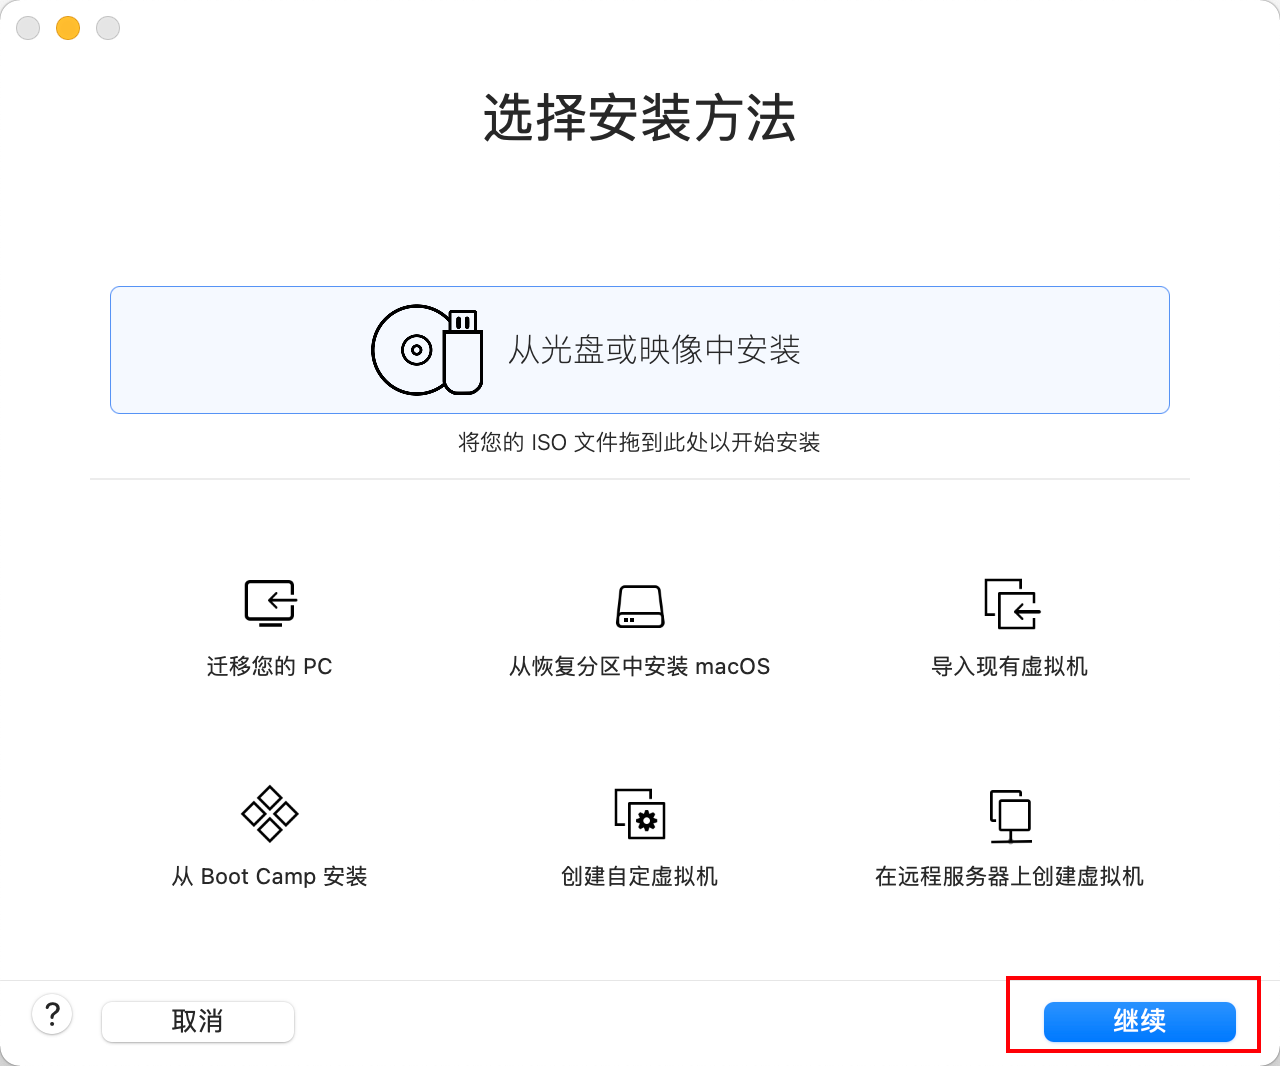 选择安装方法
从光盘或映像中安装
将您的 ISO 文件拖到此处以开始安装
迁移您的 PC
从恢复分区中安装 macOS
导入现有虚拟机
从 Boot Camp 安装
创建自定虚拟机
在远程服务器上创建虚拟机
?
取消
继续